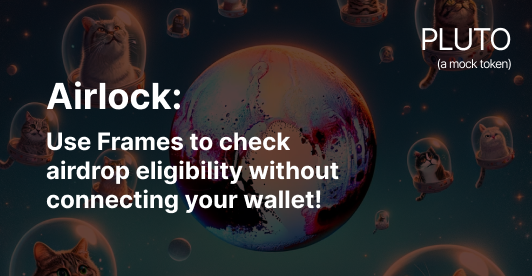 PLUTO
(a mock token)
Airlock:
Use Frames to check
airdrop eligibility without
connecting your wallet!